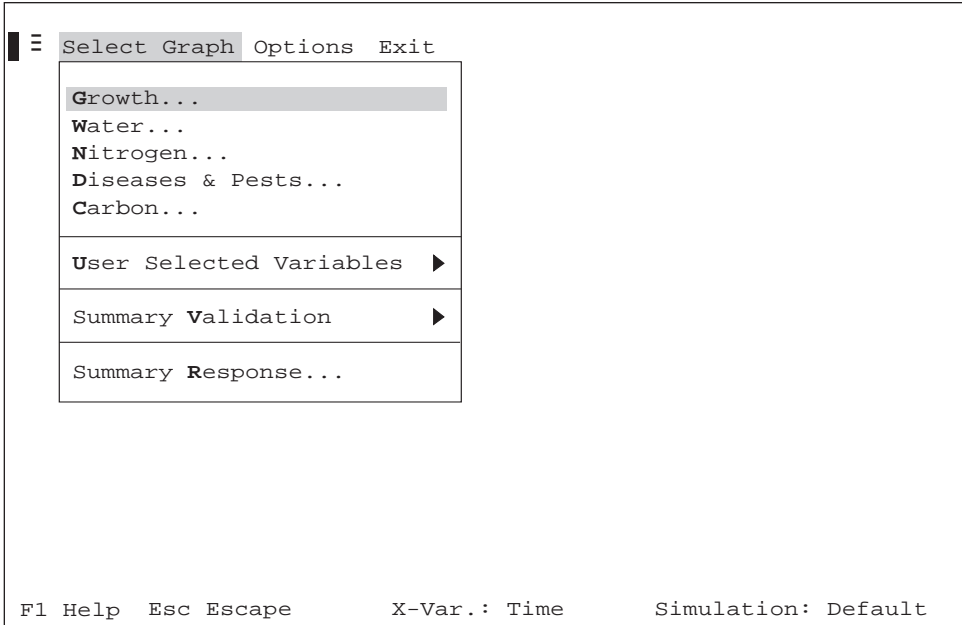 Select Graph Options Exit
Growth...
Water...
Nitrogen...
Diseases & Pests...
Carbon...
User Selected Variables
Summary Validation
Summary Response...
F1 Help Esc Escape X-Var.: Time Simulation: Default